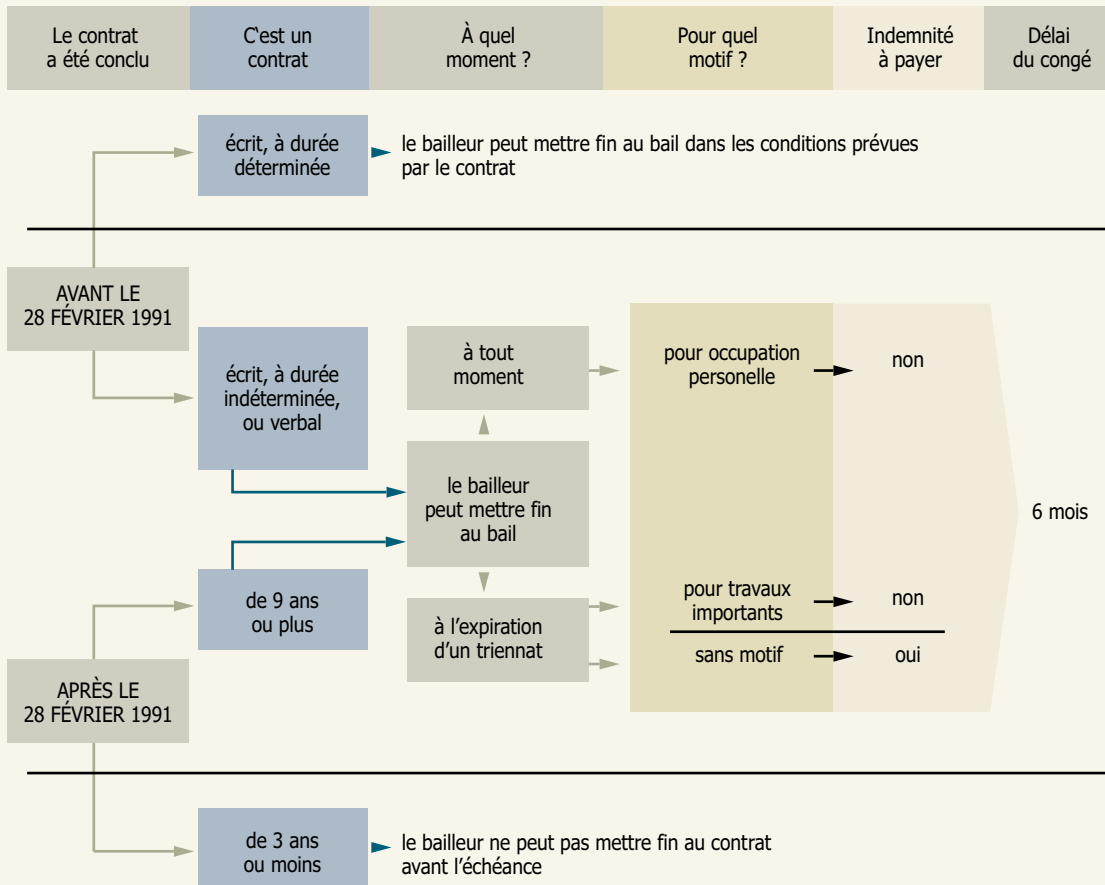 Le contrat
a été conclu
C'est un
contrat
À quel
moment ?
Pour quel
motif ?
Indemnité
à payer
Délai
du congé
écrit, à durée
déterminée
le bailleur peut mettre fin au bail dans les conditions prévues
par le contrat
AVANT LE
28 FÉVRIER 1991
écrit, à durée
indéterminée,
ou verbal
à tout
moment
pour occupation
personelle
non
le bailleur
peut mettre fin
au bail
6 mois
de 9 ans
ou plus
à l'expiration
d'un triennat
pour travaux
importants
non
sans motif
oui
APRÈS LE
28 FÉVRIER 1991
de 3 ans
ou moins
le bailleur ne peut pas mettre fin au contrat
avant l'échéance